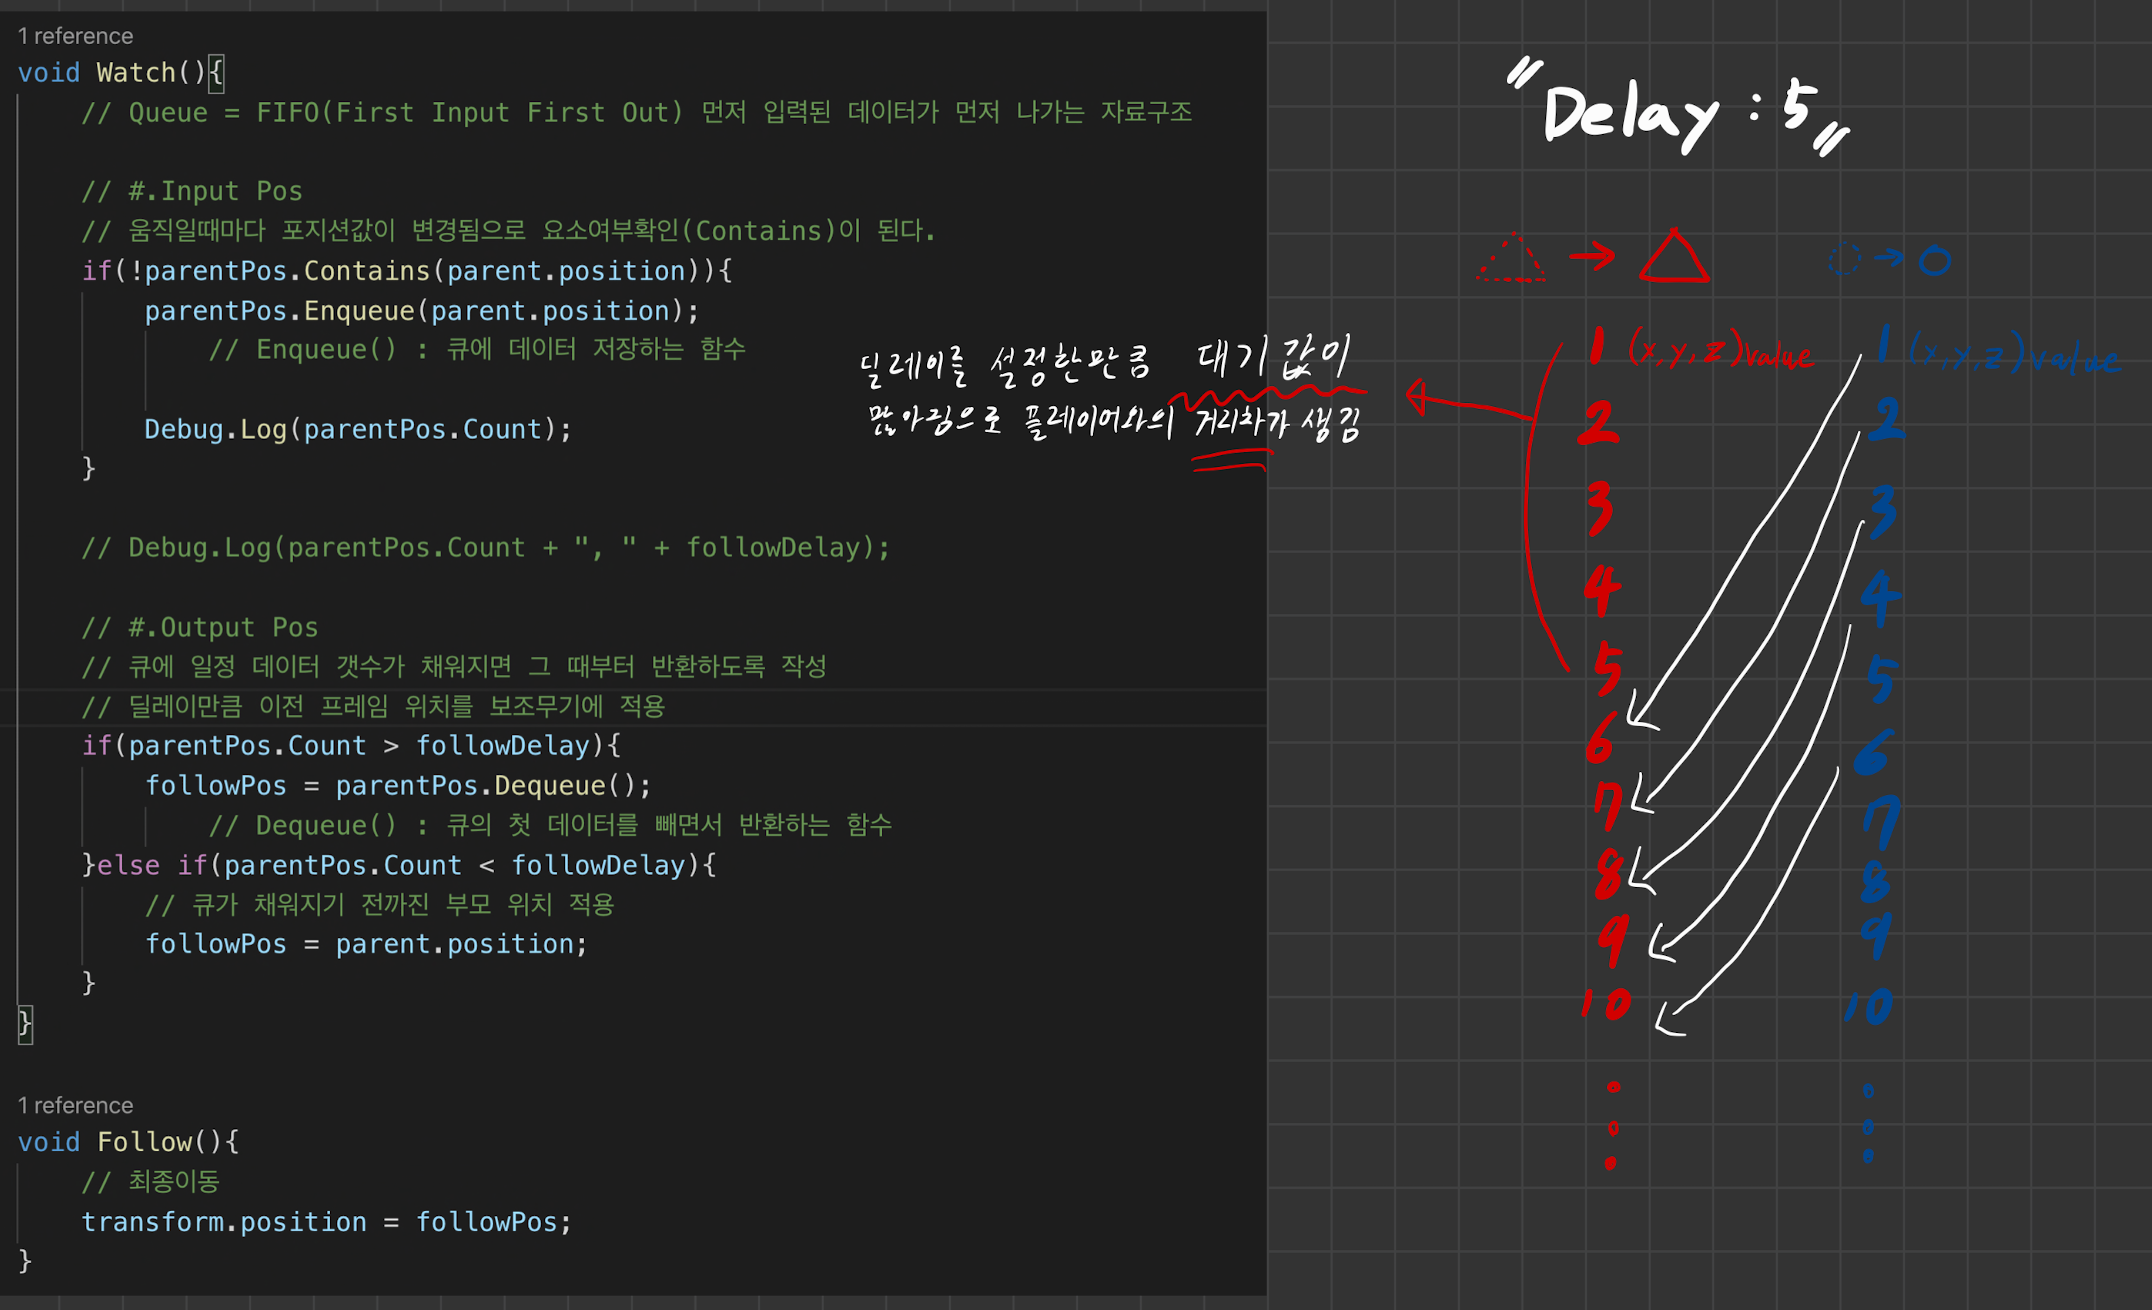 1 reference
void Watch(){
// Queue = FIFO(First Input First Out) 먼저 입력된 데이터가 먼저 나가는 자료구조
// #.Input Pos
// 움직일때마다 포지션값이 변경됨으로 요소여부확인(Contains)이 된다.
if(!parentPos.Contains(parent.position)){
parentPos.Enqueue(parent.position);
// Enqueue() : 큐에 데이터 저장하는 함수
Debug.Log(parentPos.Count);
}
// Debug.Log(parentPos.Count + ", " + followDelay);
// #.Output Pos
// 큐에 일정 데이터 갯수가 채워지면 그 때부터 반환하도록 작성
// 딜레이만큼 이전 프레임 위치를 보조무기에 적용
if(parentPos.Count > followDelay){
followPos = parentPos.Dequeue();
// Dequeue() : 큐의 첫 데이터를 빼면서 반환하는 함수
}else if(parentPos.Count < followDelay){
// 큐가 채워지기 전까진 부모 위치 적용
followPos = parent.position;
}
}
1 reference
void Follow(){
// 최종이동
transform.position = followPos;
}
딜레이를 설정한만큼 대기값이
많아짐으로 플레이어와의 거리차가 생김
"Delay : 5"
1 (x,y,z)value
2
3
4
5
6
7
8
9
10
1 (x,y,z)value
2
3
4
5
6
7
8
9
10